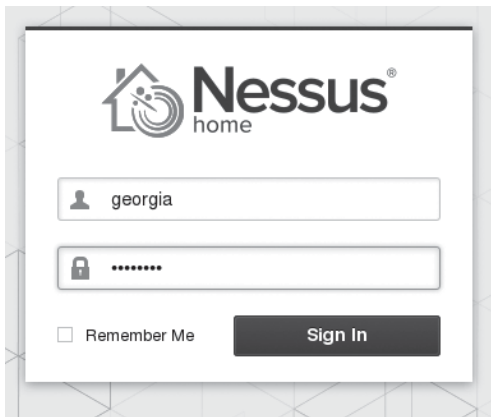 Nessus®
home
georgia
••••••••
Remember Me
Sign In